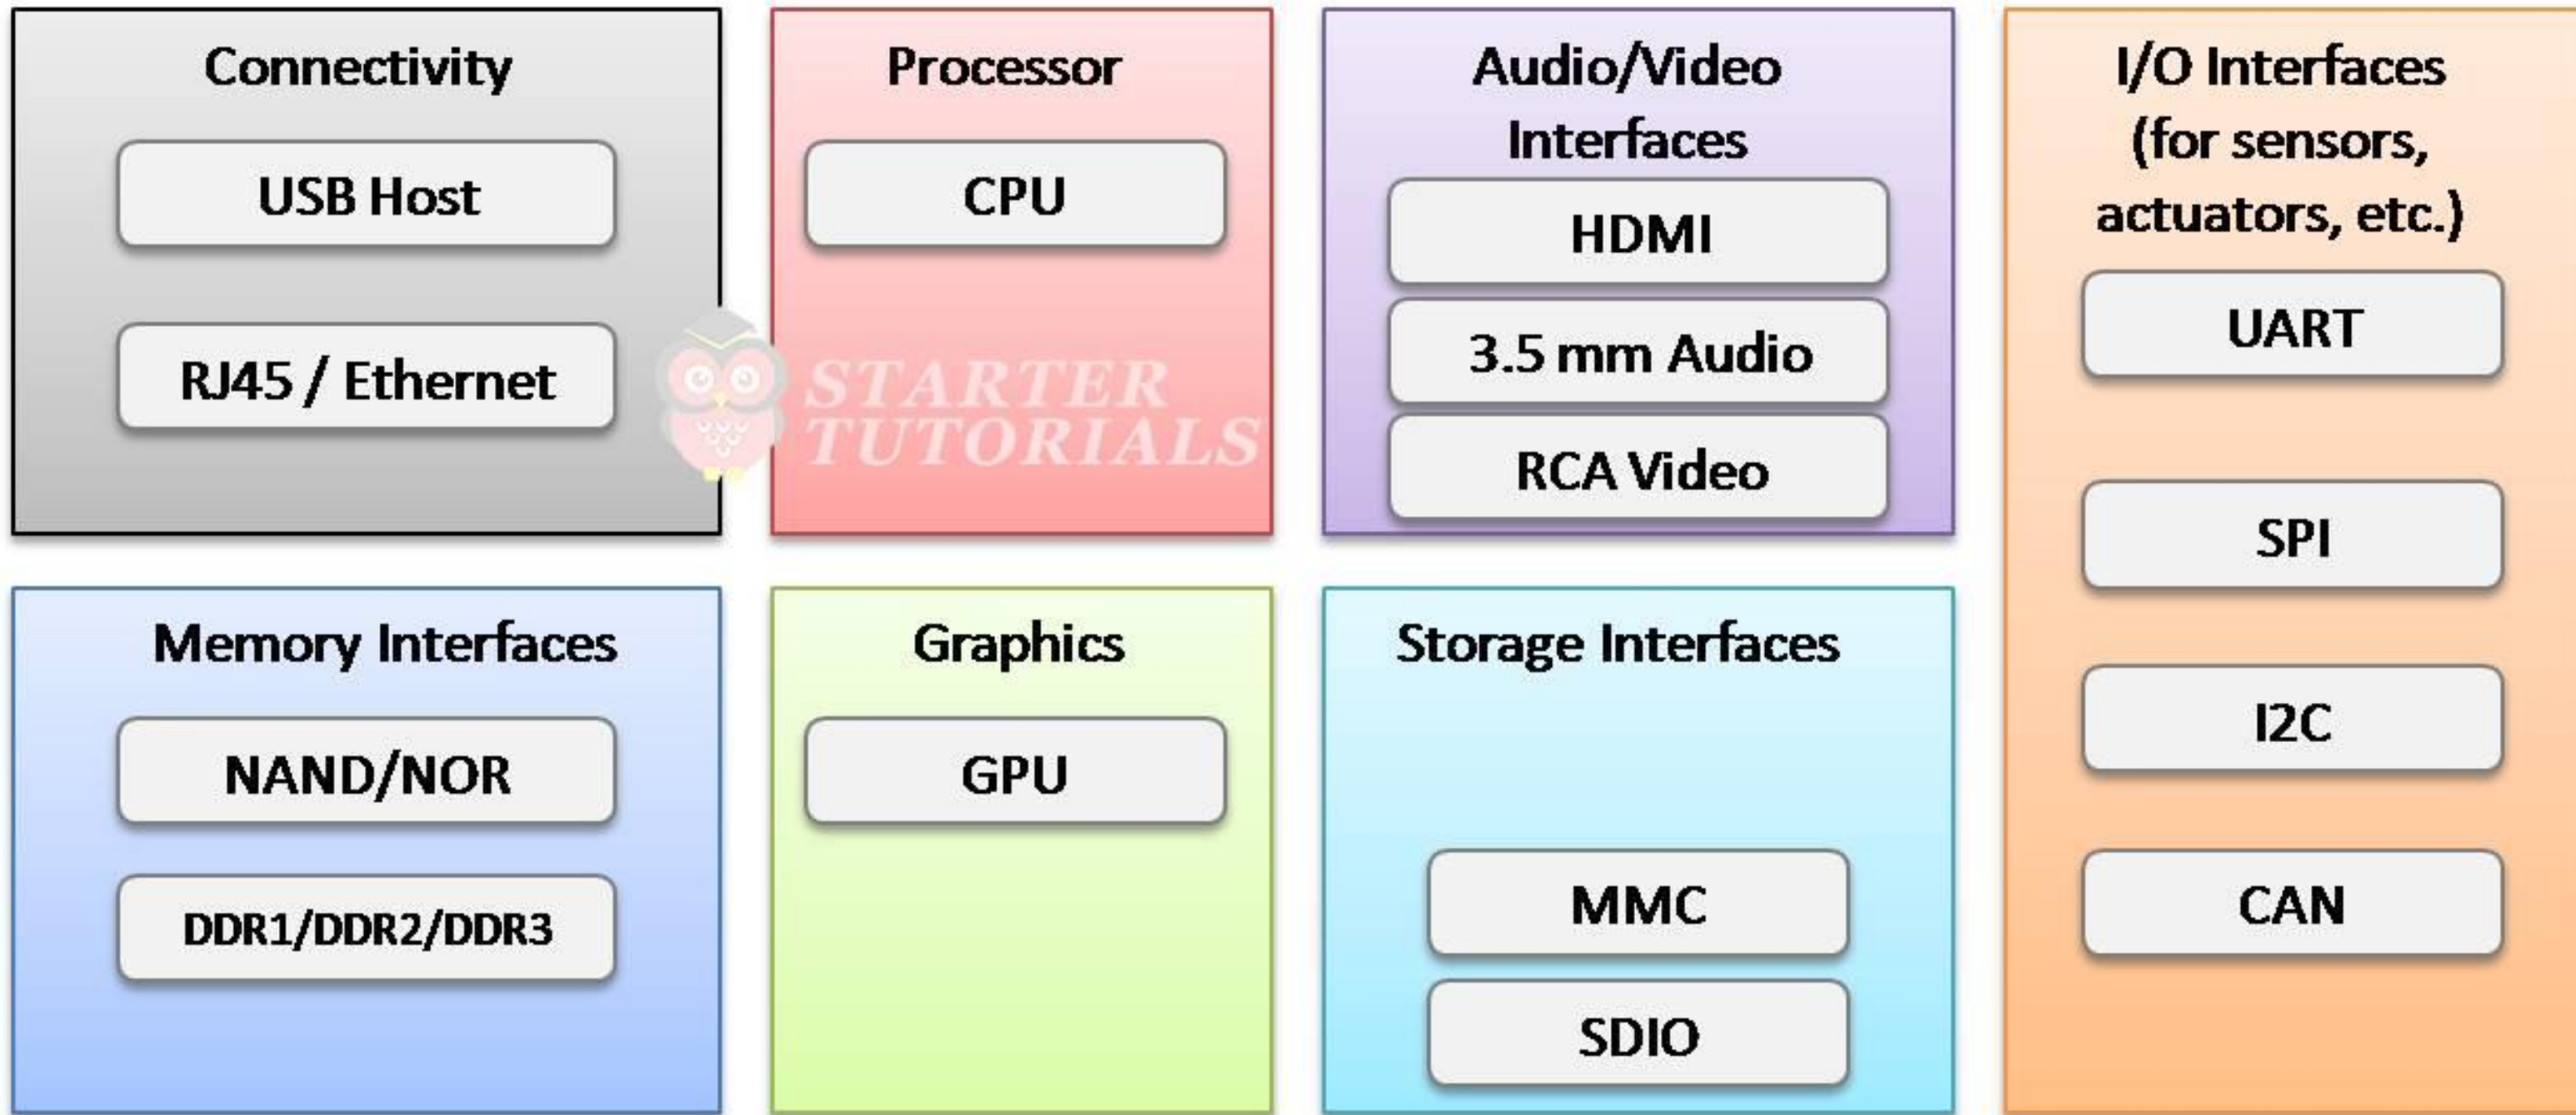 Connectivity
USB Host
RJ45 / Ethernet
Processor
CPU
Audio/Video
Interfaces
HDMI
3.5 mm Audio
RCA Video
I/O Interfaces
(for sensors,
actuators, etc.)
UART
SPI
I2C
CAN
STARTER
TUTORIALS
Memory Interfaces
NAND/NOR
DDR1/DDR2/DDR3
Graphics
GPU
Storage Interfaces
MMC
SDIO